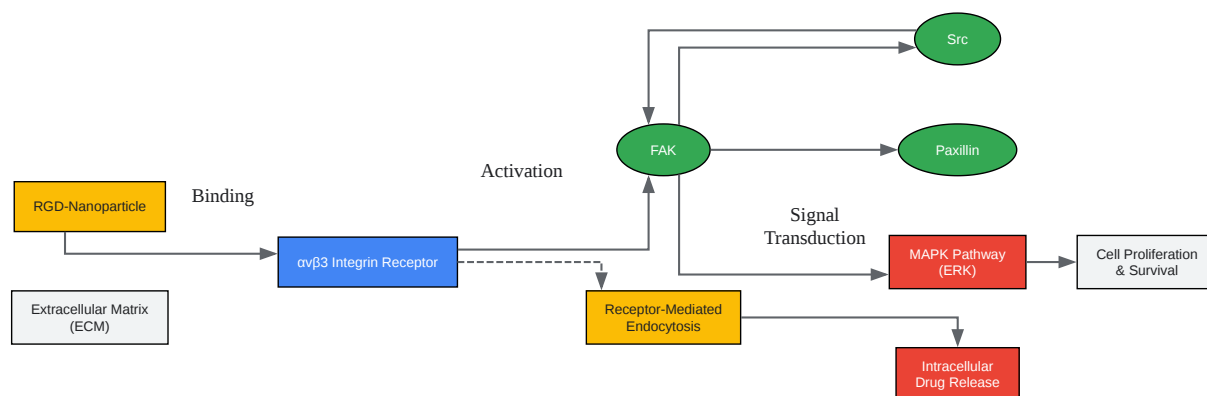 Src
FAK
Paxillin
Activation
Binding
RGD-Nanoparticle
Signal
Transduction
αvβ3 Integrin Receptor
MAPK Pathway
(ERK)
Cell Proliferation
& Survival
Extracellular Matrix
(ECM)
Receptor-Mediated
Endocytosis
Intracellular
Drug Release